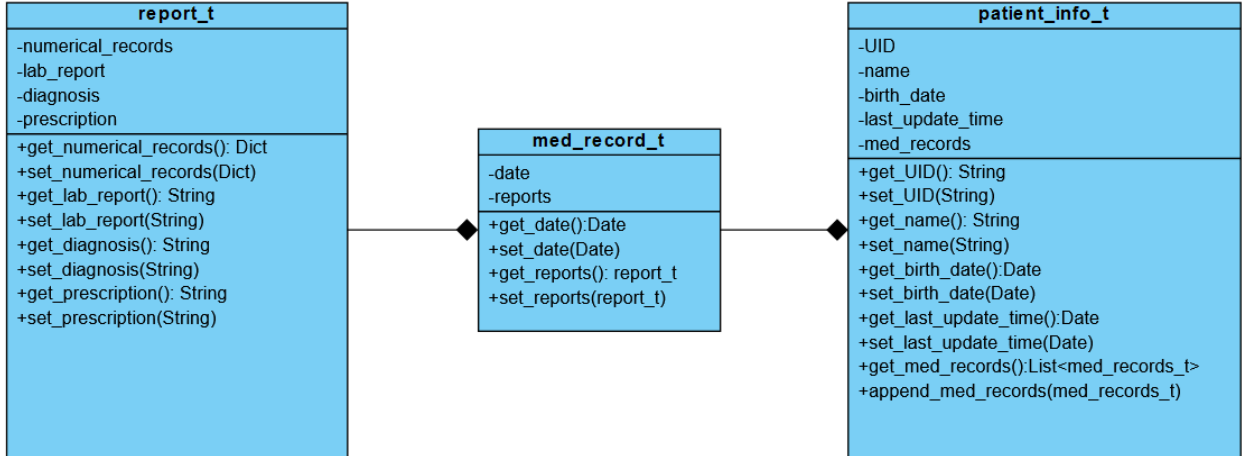 report_t
-numerical_records
-lab_report
-diagnosis
-prescription
+get_numerical_records(): Dict
+set_numerical_records(Dict)
+get_lab_report(): String
+set_lab_report(String)
+get_diagnosis(): String
+set_diagnosis(String)
+get_prescription(): String
+set_prescription(String)
med_record_t
-date
-reports
+get_date():Date
+set_date(Date)
+get_reports(): report_t
+set_reports(report_t)
patient_info_t
-UID
-name
-birth_date
-last_update_time
-med_records
+get_UID(): String
+set_UID(String)
+get_name(): String
+set_name(String)
+get_birth_date():Date
+set_birth_date(Date)
+get_last_update_time():Date
+set_last_update_time(Date)
+get_med_records():List<med_records_t>
+append_med_records(med_records_t)